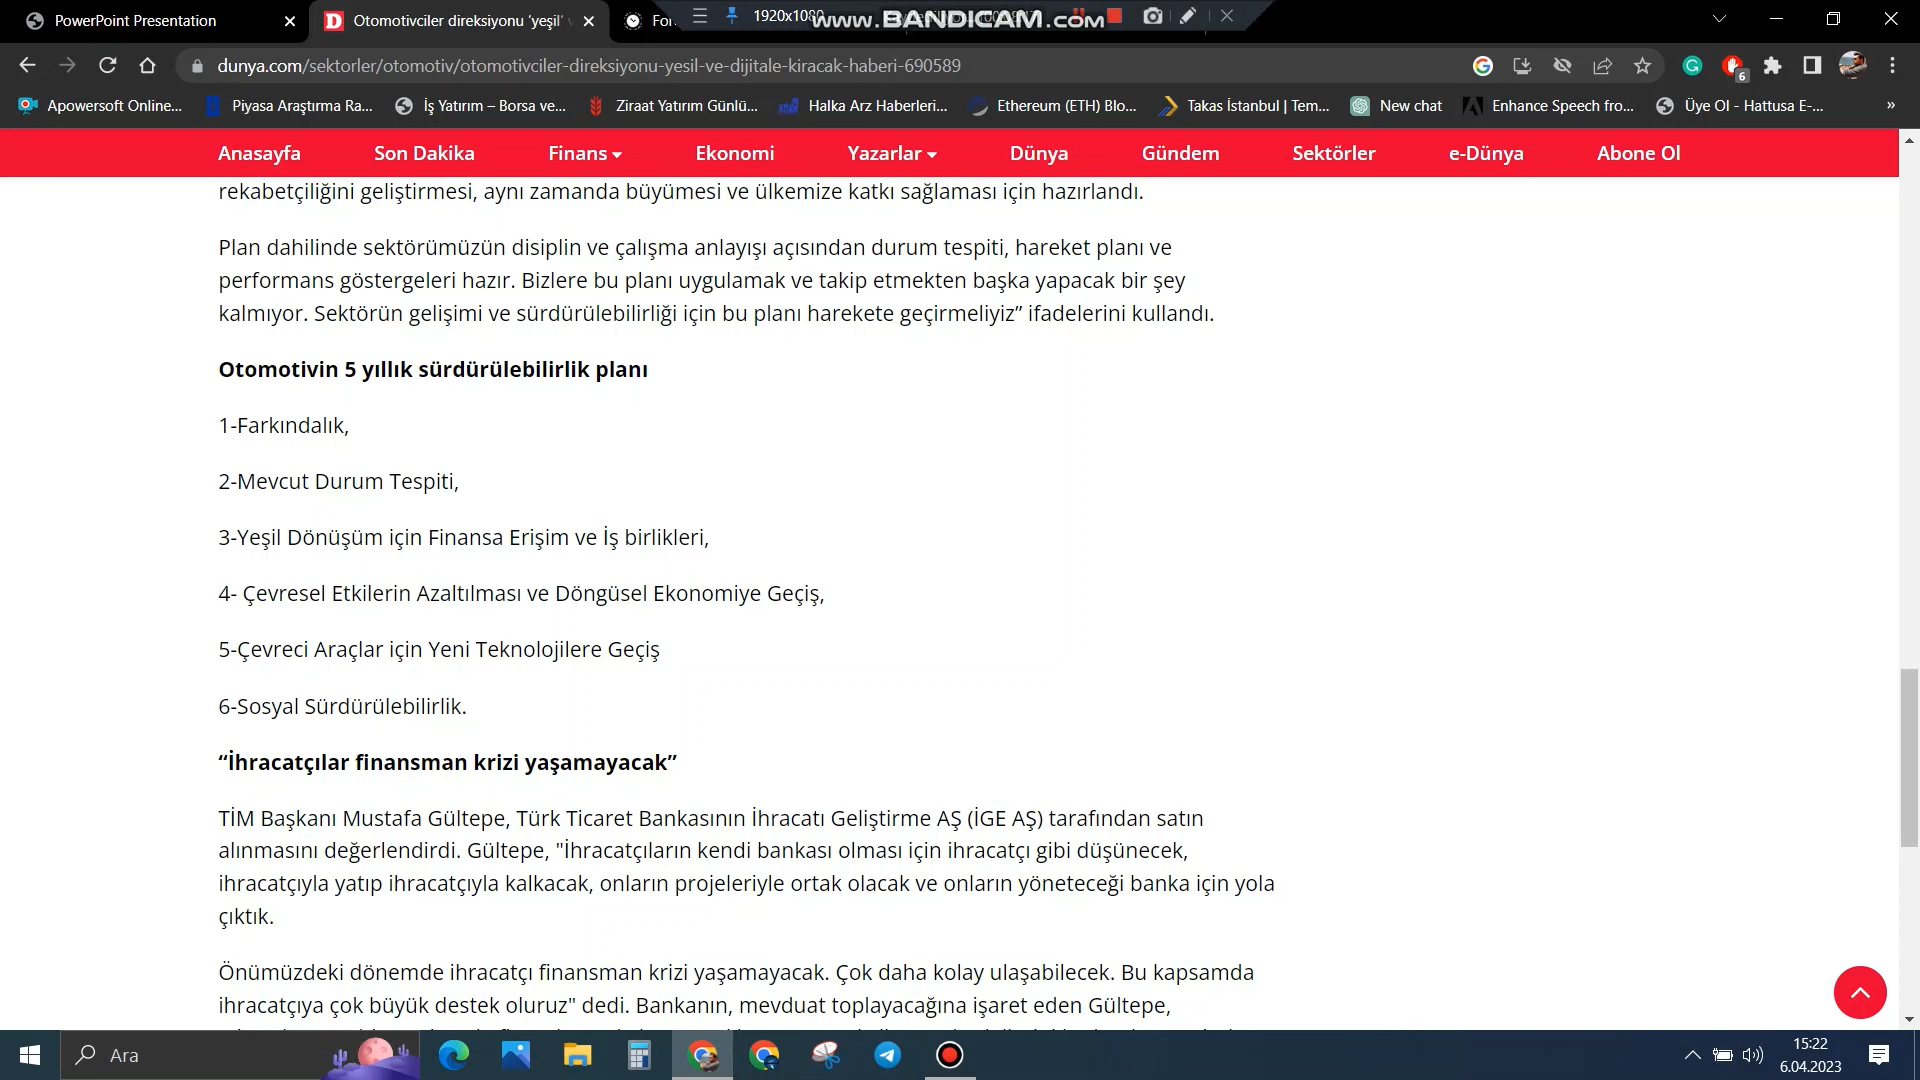 PowerPoint Presentation
Otomotivciler direksiyonu 'yeşil'
1920x1080
www.BANDICAM.com
dunya.com/sektorler/otomotiv/otomotivciler-direksiyonu-yesil-ve-dijitale-kiracak-haberi-690589
6
Apowersoft Online...
Piyasa Araştırma Ra...
İş Yatırım – Borsa ve...
Ziraat Yatırım Günlü...
Halka Arz Haberleri...
Ethereum (ETH) Blo...
Takas İstanbul | Tem...
New chat
Enhance Speech fro...
Üye Ol - Hattusa E-...
»
Anasayfa
Son Dakika
Finans
Ekonomi
Yazarlar
Dünya
Gündem
Sektörler
e-Dünya
Abone Ol
rekabetçiliğini geliştirmesi, aynı zamanda büyümesi ve ülkemize katkı sağlaması için hazırlandı.
Plan dahilinde sektörümüzün disiplin ve çalışma anlayışı açısından durum tespiti, hareket planı ve
performans göstergeleri hazır. Bizlere bu planı uygulamak ve takip etmekten başka yapacak bir şey
kalmıyor. Sektörün gelişimi ve sürdürülebilirliği için bu planı harekete geçirmeliyiz” ifadelerini kullandı.
Otomotivin 5 yıllık sürdürülebilirlik planı
1-Farkındalık,
2-Mevcut Durum Tespiti,
3-Yeşil Dönüşüm için Finansa Erişim ve İş birlikleri,
4- Çevresel Etkilerin Azaltılması ve Döngüsel Ekonomiye Geçiş,
5-Çevreci Araçlar için Yeni Teknolojilere Geçiş
6-Sosyal Sürdürülebilirlik.
“İhracatçılar finansman krizi yaşamayacak”
TİM Başkanı Mustafa Gültepe, Türk Ticaret Bankasının İhracatı Geliştirme AŞ (İGE AŞ) tarafından satın
alınmasını değerlendirdi. Gültepe, "İhracatçıların kendi bankası olması için ihracatçı gibi düşünecek,
ihracatçıyla yatıp ihracatçıyla kalkacak, onların projeleriyle ortak olacak ve onların yöneteceği banka için yola
çıktık.
Önümüzdeki dönemde ihracatçı finansman krizi yaşamayacak. Çok daha kolay ulaşabilecek. Bu kapsamda
ihracatçıya çok büyük destek oluruz" dedi. Bankanın, mevduat toplayacağına işaret eden Gültepe,
Ara
15:22
6.04.2023